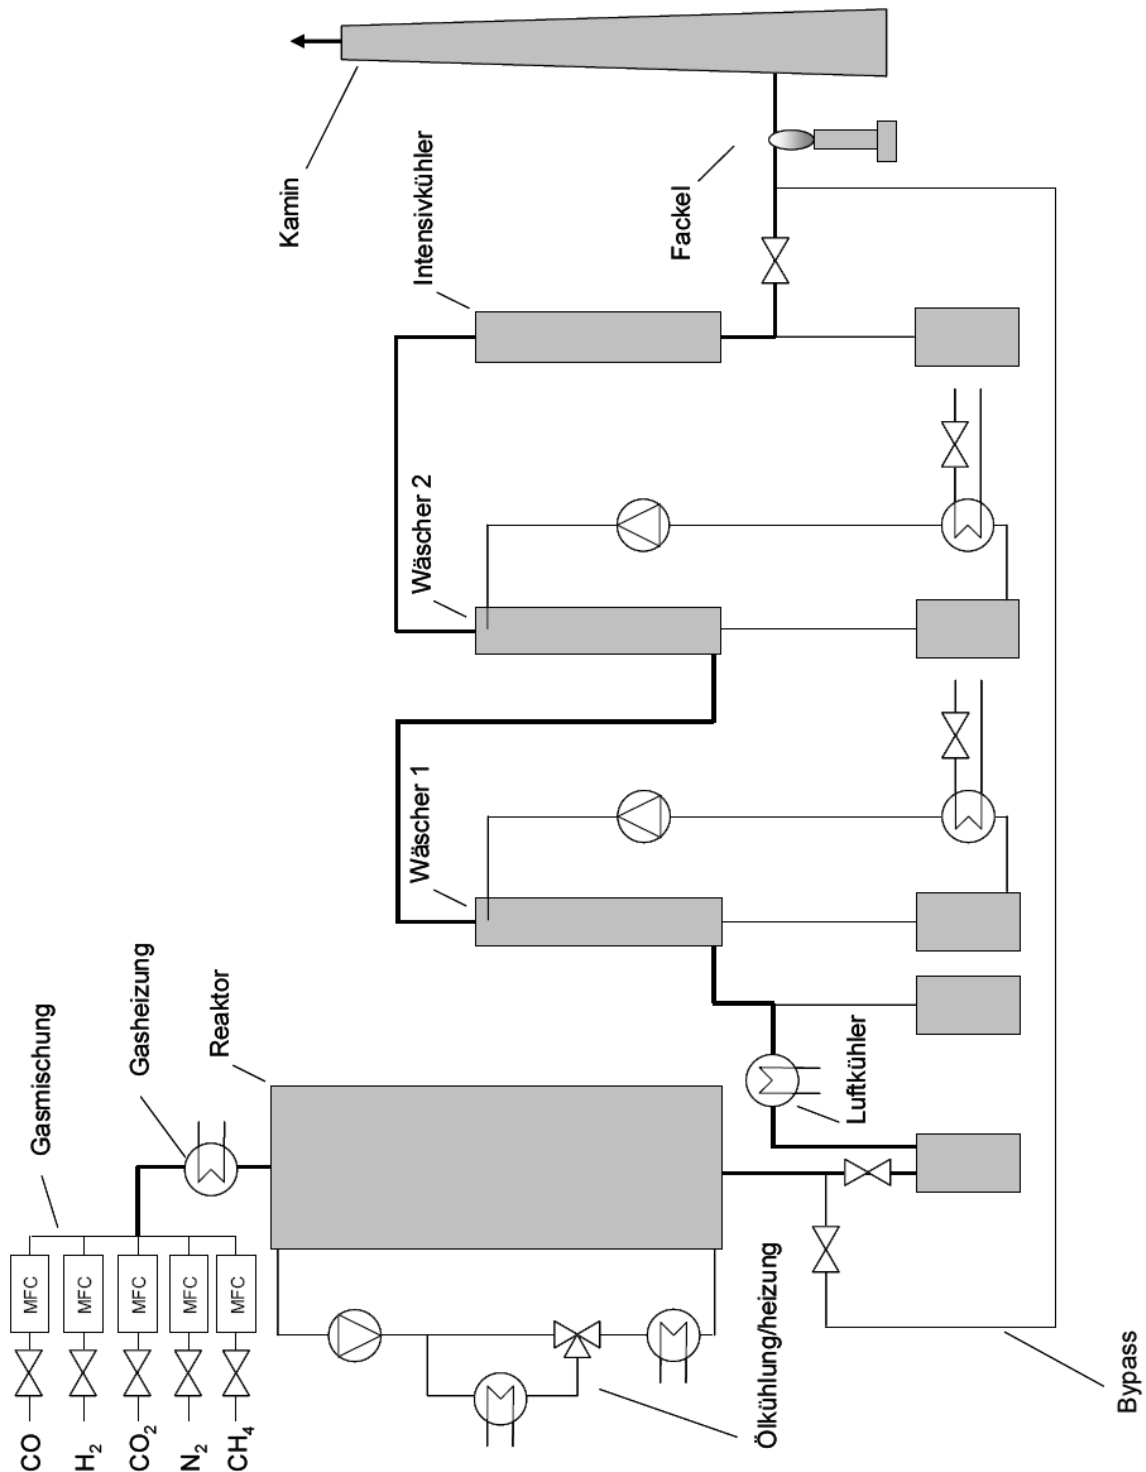 CO
H₂
CO₂
N₂
CH₄
MFC
MFC
MFC
MFC
MFC
Gasmischung
Gasheizung
Reaktor
Ölkühlung/heizung
Bypass
Luftkühler
Wäscher 1
Wäscher 2
Intensivkühler
Fackel
Kamin